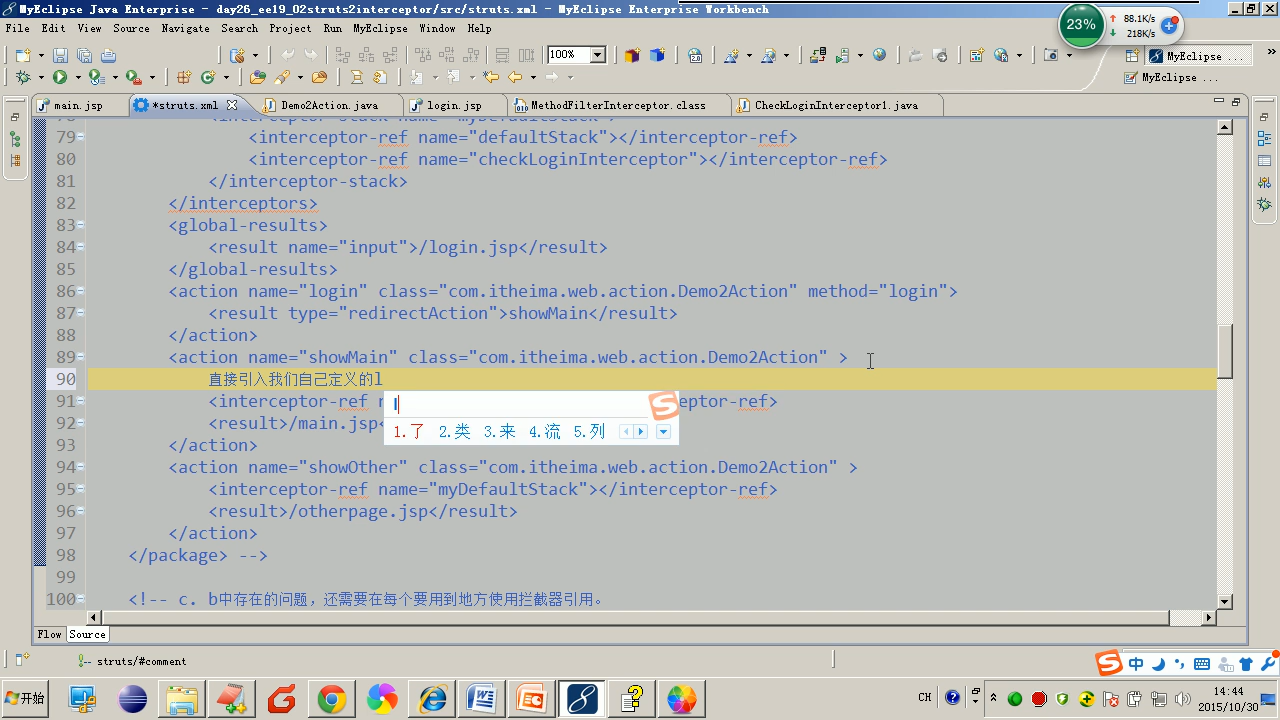 MyEclipse Java Enterprise - day26_ee19_02struts2interceptor/src/struts.xml - MyEclipse Enterprise Workbench
File Edit View Source Navigate Search Project Run MyEclipse Window Help
23%
88.1K/s
218K/s
100%
MyEclipse ...
MyEclipse ...
main.jsp
*struts.xml
Demo2Action.java
login.jsp
MethodFilterInterceptor.class
CheckLoginInterceptor1.java
79 <interceptor-ref name="defaultStack"></interceptor-ref>
80 <interceptor-ref name="checkLoginInterceptor"></interceptor-ref>
81 </interceptor-stack>
82 </interceptors>
83 <global-results>
84 <result name="input">/login.jsp</result>
85 </global-results>
86 <action name="login" class="com.itheima.web.action.Demo2Action" method="login">
87 <result type="redirectAction">showMain</result>
88 </action>
89 <action name="showMain" class="com.itheima.web.action.Demo2Action" >
90 直接引入我们自己定义的l
l
91 <interceptor-ref eptor-ref>
1.了 2.类 3.来 4.流 5.列
92 <result>/main.jsp
93 </action>
94 <action name="showOther" class="com.itheima.web.action.Demo2Action" >
95 <interceptor-ref name="myDefaultStack"></interceptor-ref>
96 <result>/otherpage.jsp</result>
97 </action>
98 </package> -->
99
100 <!-- c. b中存在的问题，还需要在每个要用到地方使用拦截器引用。
Flow Source
struts/#comment
中
开始
CH
14:44
2015/10/30